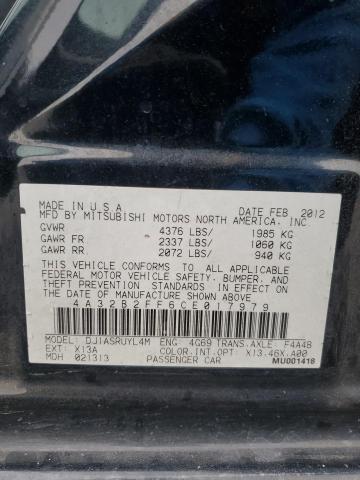 MADE IN U.S.A DATE FEB, 2012
MFD BY MITSUBISHI MOTORS NORTH AMERICA, INC.
GVWR 4376 LBS/ 1985 KG
GAWR FR 2337 LBS/ 1060 KG
GAWR RR 2072 LBS/ 940 KG
THIS VEHICLE CONFORMS TO ALL APPLICABLE
FEDERAL MOTOR VEHICLE SAFETY, BUMPER, AND
THEFT PREVENTION STANDARDS IN EFFECT ON
THE DATE OF MANUFACTURE SHOWN ABOVE.
4A32B2FF6CE017979
MODEL: DJ1ASRUYL4M ENG: 4G69 TRANS.AXLE: F4A4B
EXT: X13A COLOR.INT.OPT: X13.46X.A00
MDH 021313 PASSENGER CAR MU001418